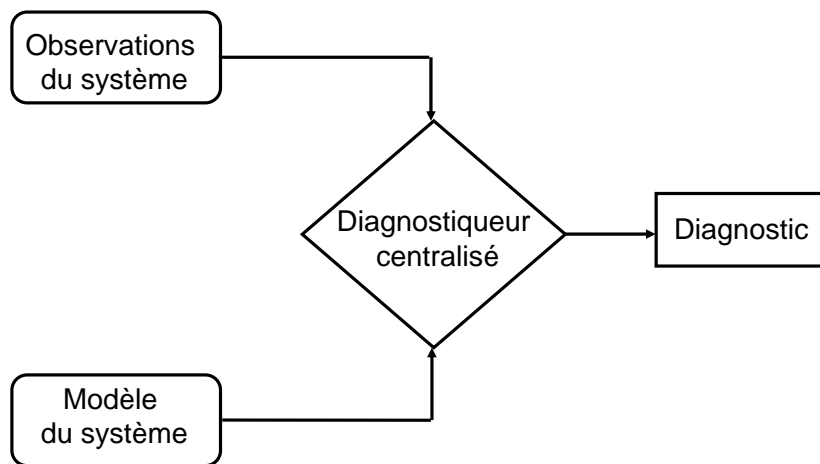 Observations
du système
Diagnostiqueur
centralisé
Diagnostic
Modèle
du système